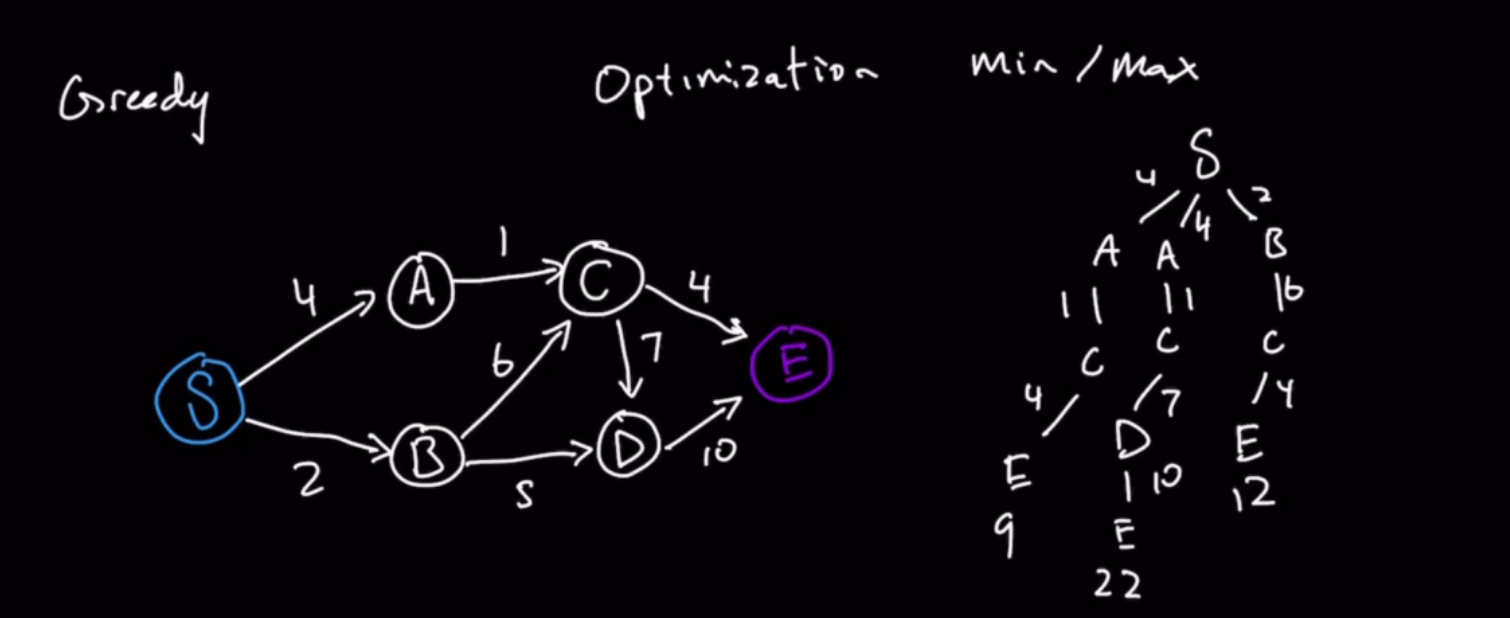 Greedy Optimization min / max
S
4 4 2
A A B
1 1 6
C C C
4 7 4
E D E
10 12
9 E
22
1
4 A C 4
6 7 E
S
B D 10
2 5